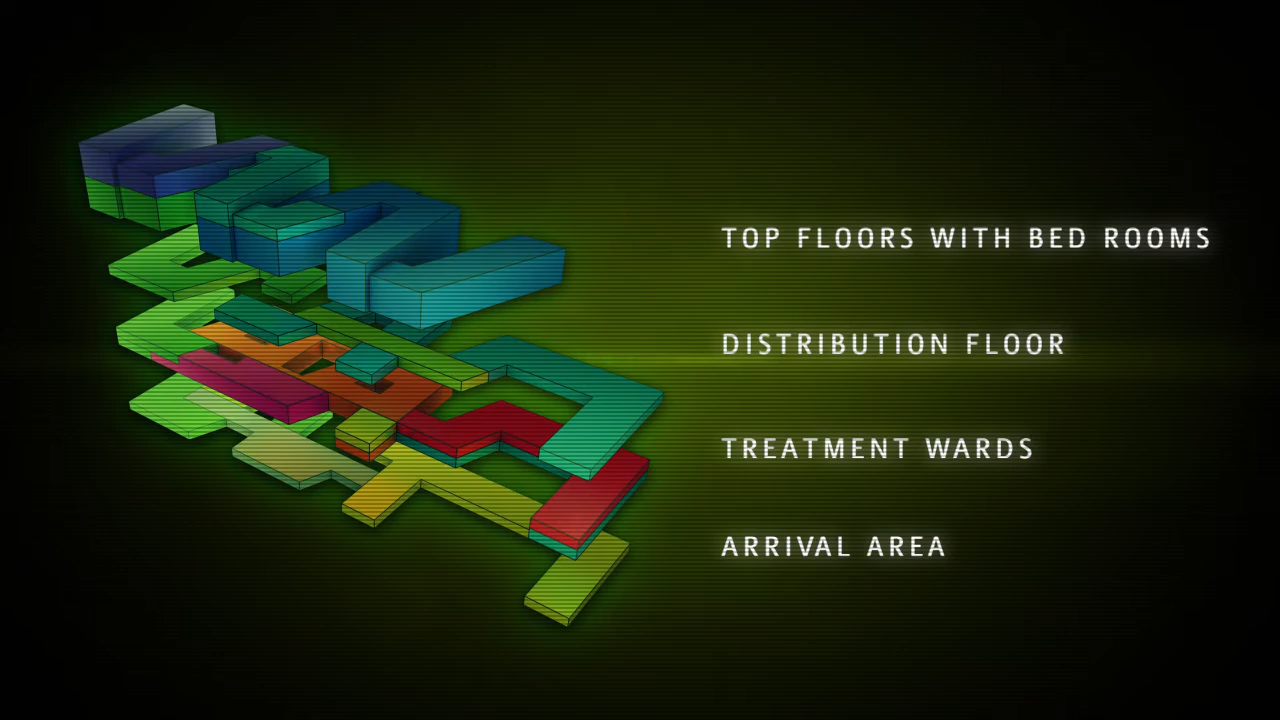 TOP FLOORS WITH BED ROOMS
DISTRIBUTION FLOOR
TREATMENT WARDS
ARRIVAL AREA